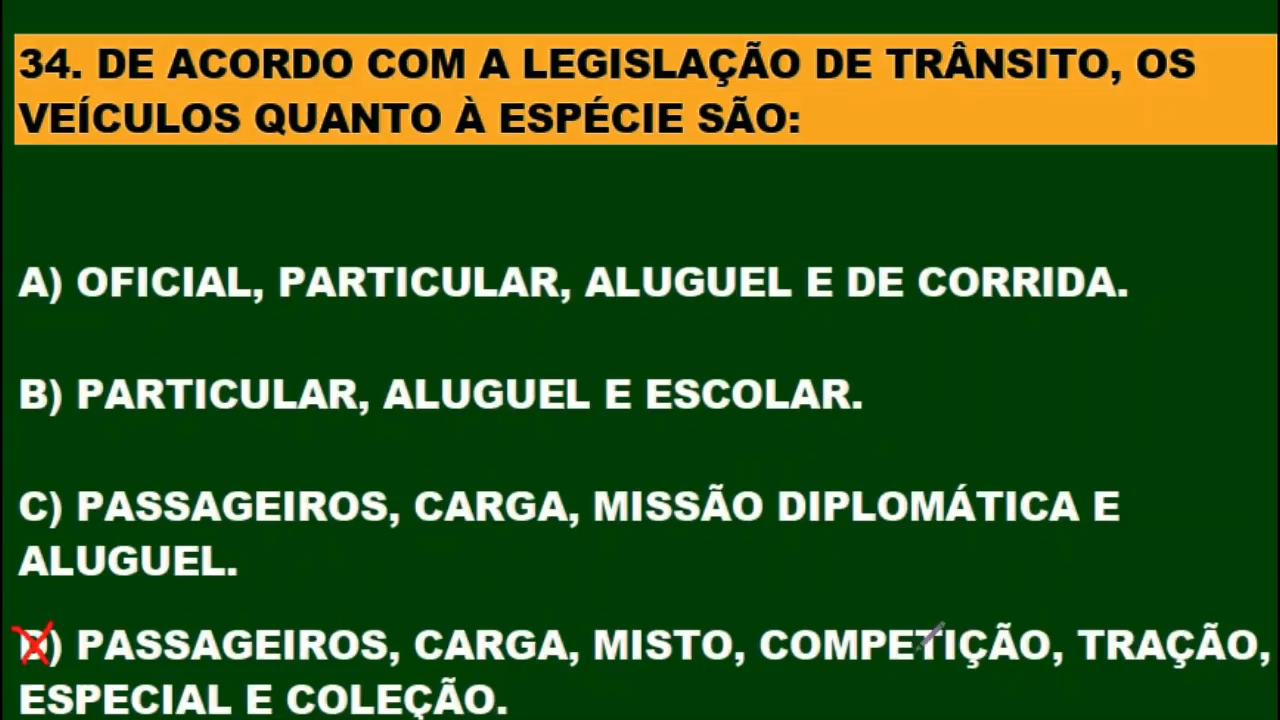 34. DE ACORDO COM A LEGISLAÇÃO DE TRÂNSITO, OS
VEÍCULOS QUANTO À ESPÉCIE SÃO:
A) OFICIAL, PARTICULAR, ALUGUEL E DE CORRIDA.
B) PARTICULAR, ALUGUEL E ESCOLAR.
C) PASSAGEIROS, CARGA, MISSÃO DIPLOMÁTICA E
ALUGUEL.
D) PASSAGEIROS, CARGA, MISTO, COMPETIÇÃO, TRAÇÃO,
ESPECIAL E COLEÇÃO.